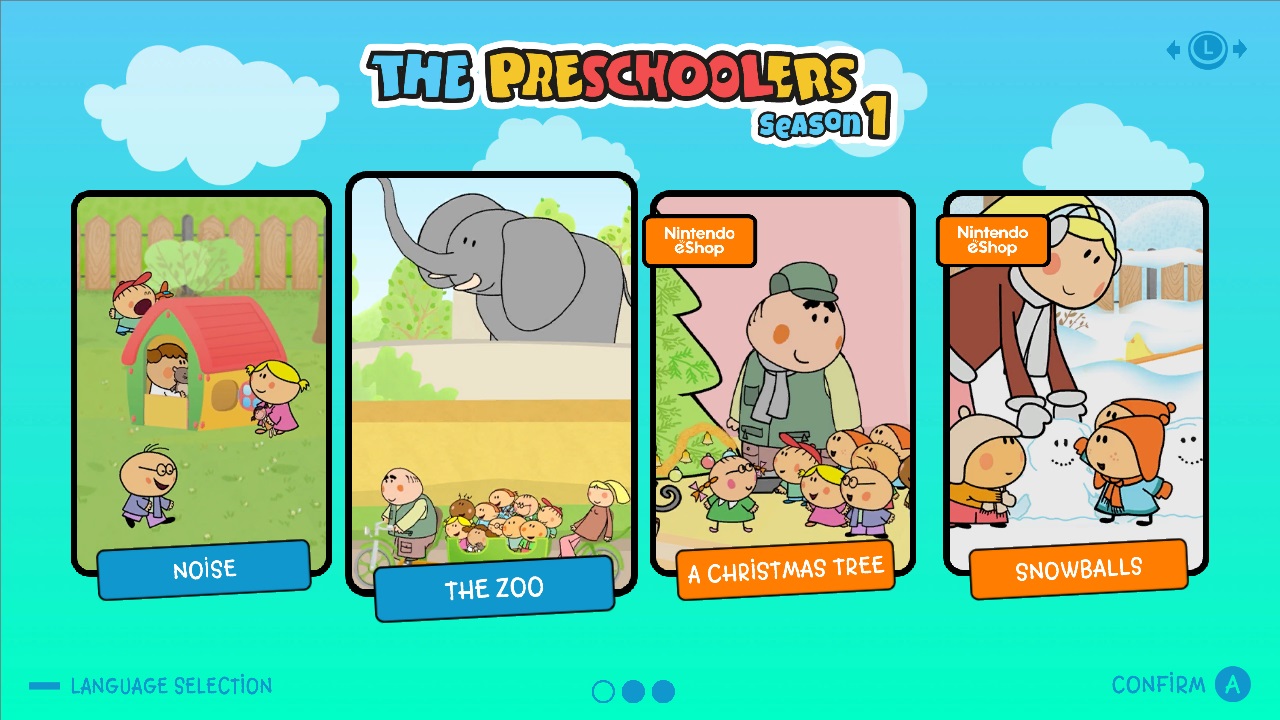 THE PRESCHOOLERS
SEASON 1
L
Nintendo
eShop
Nintendo
eShop
NOISE
THE ZOO
A CHRISTMAS TREE
SNOWBALLS
LANGUAGE SELECTION
CONFIRM A